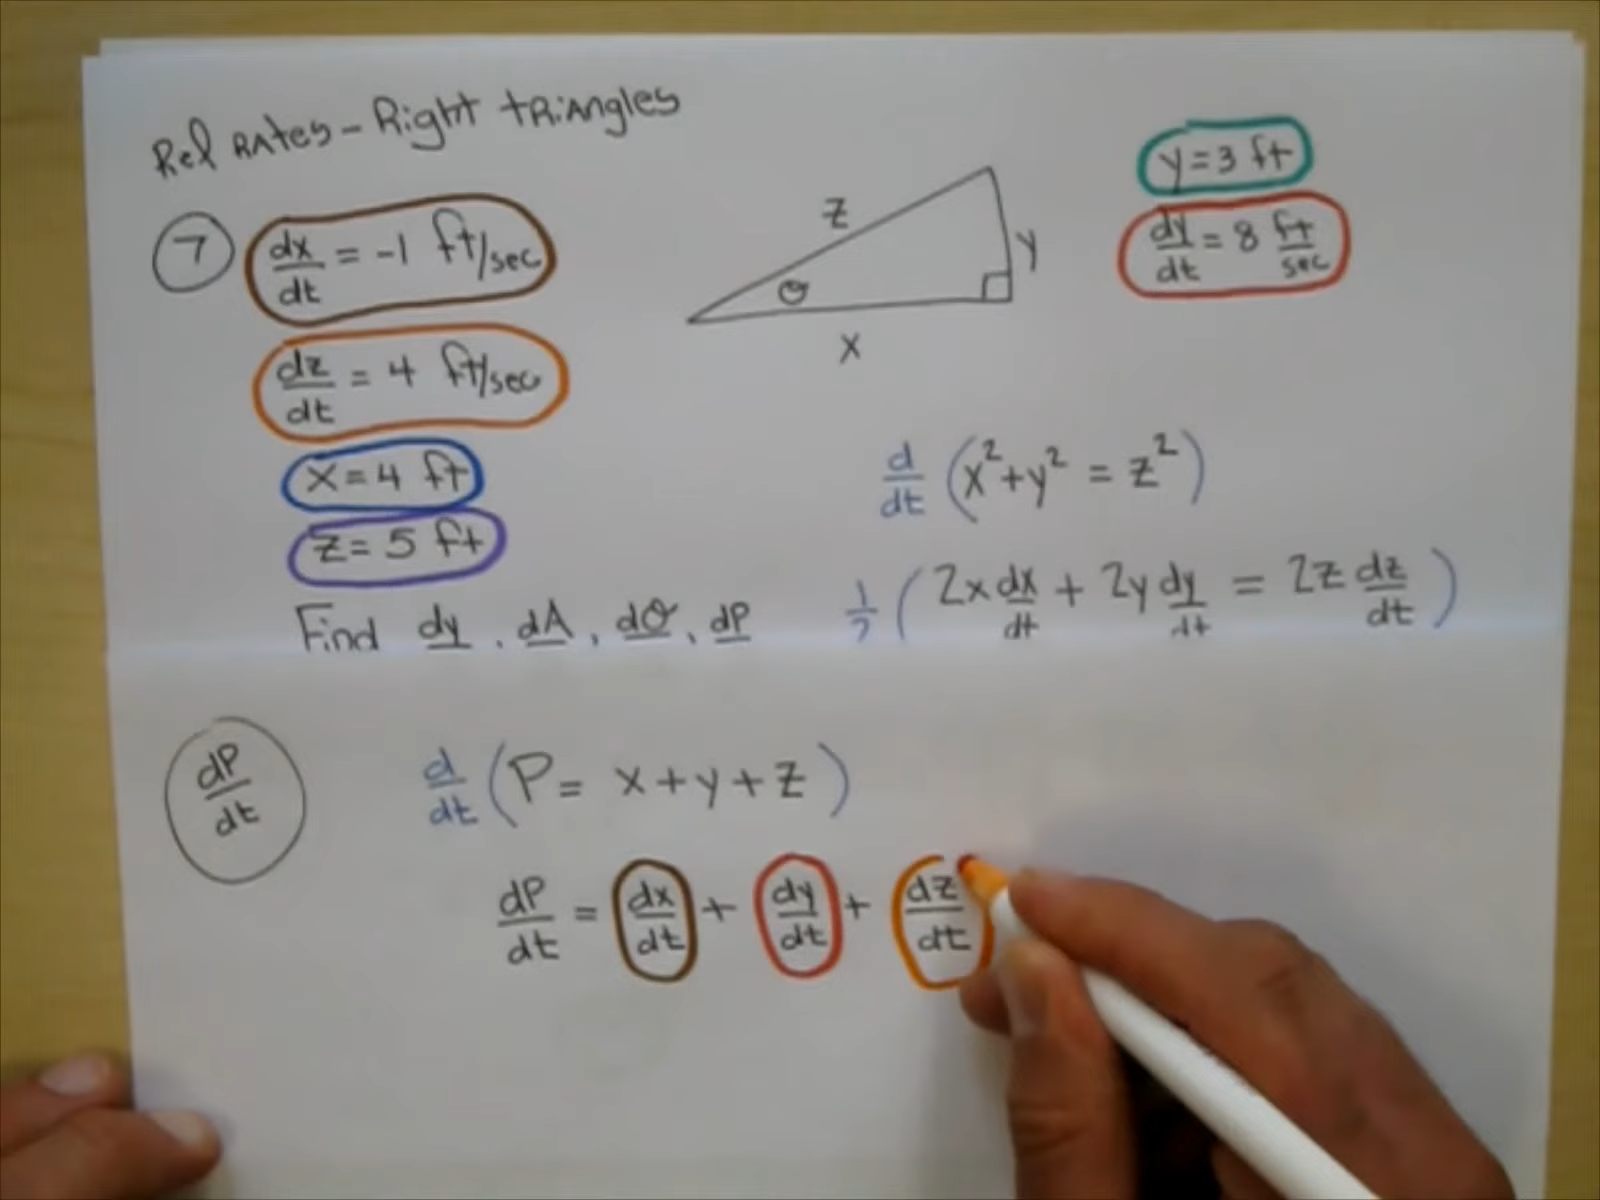 Rel Rates - Right triangles
7
dx/dt = -1 ft/sec
dz/dt = 4 ft/sec
x = 4 ft
z = 5 ft
Find dy, dA, dθ, dP
z
y
θ
x
y = 3 ft
dy/dt = 8 ft/sec
d/dt (x² + y² = z²)
1/2 (2x dx/dt + 2y dy/dt = 2z dz/dt)
dP/dt
d/dt (P = x + y + z)
dP/dt = dx/dt + dy/dt + dz/dt